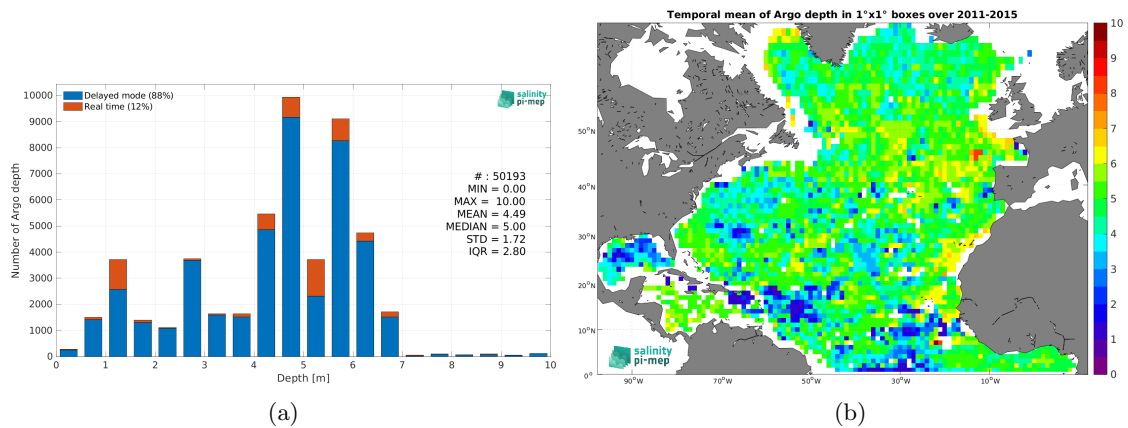 Delayed mode (88%)
Real time (12%)
salinity
pi-mep
Number of Argo depth
10000
9000
8000
7000
6000
5000
4000
3000
2000
1000
0
# : 50193
MIN = 0.00
MAX = 10.00
MEAN = 4.49
MEDIAN = 5.00
STD = 1.72
IQR = 2.80
0 1 2 3 4 5 6 7 8 9 10
Depth [m]
(a)
Temporal mean of Argo depth in 1°x1° boxes over 2011-2015
50°N
40°N
30°N
20°N
10°N
0°
90°W 70°W 50°W 30°W 10°W
salinity
pi-mep
10
9
8
7
6
5
4
3
2
1
0
(b)